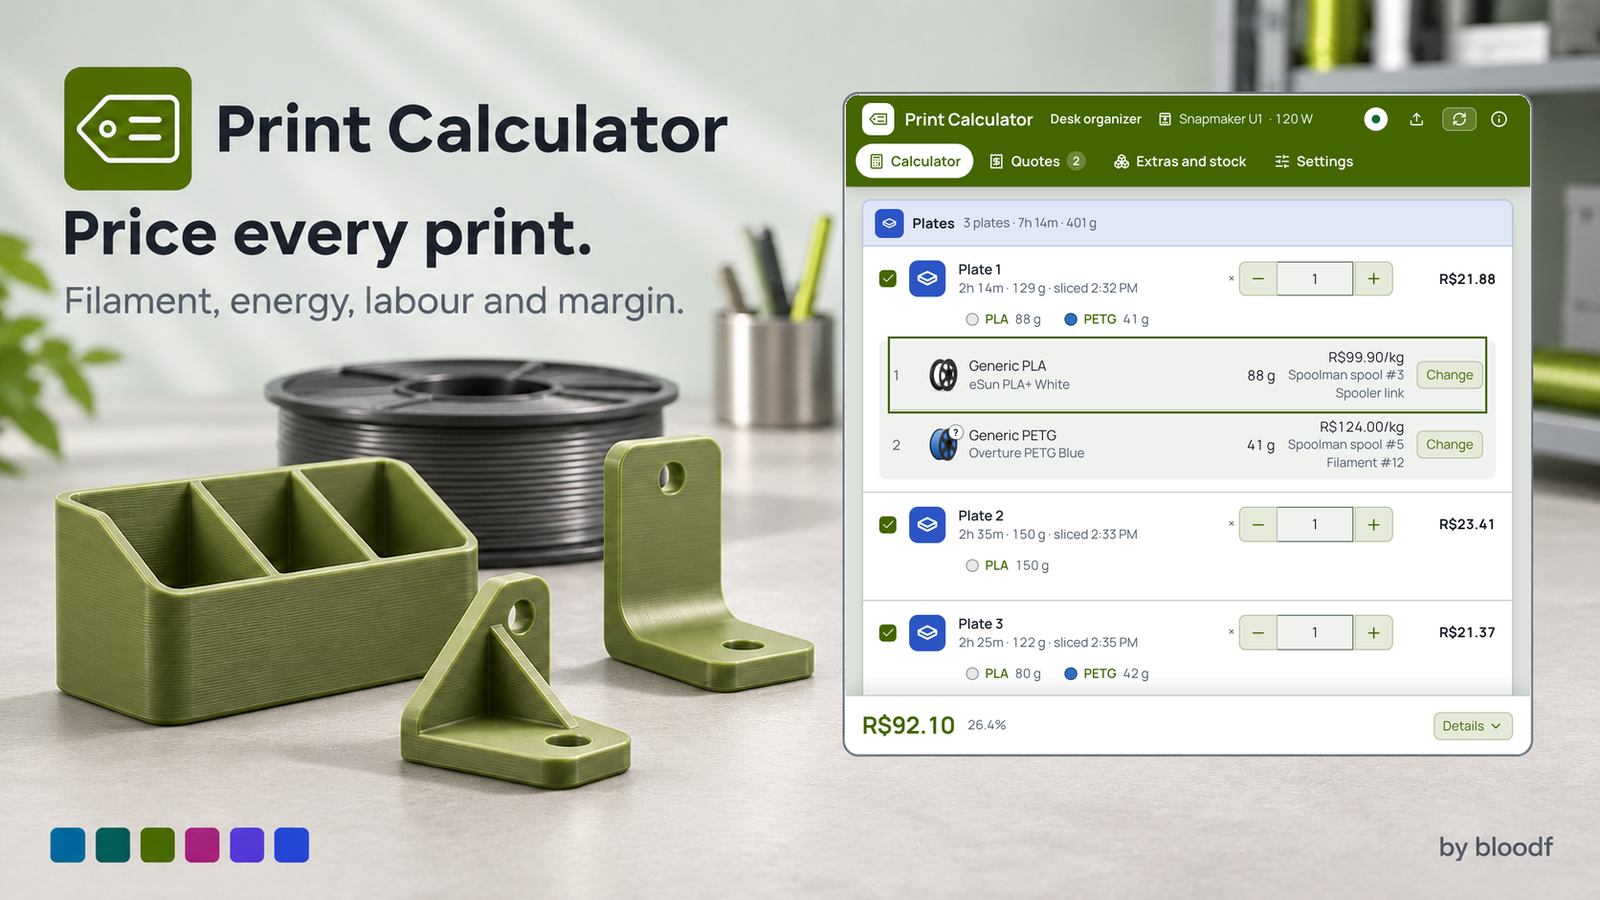 Print Calculator
Price every print.
Filament, energy, labour and margin.
Print Calculator Desk organizer Snapmaker U1 · 120 W
Calculator Quotes 2 Extras and stock Settings
Plates 3 plates · 7h 14m · 401 g
Plate 1
2h 14m · 129 g · sliced 2:32 PM
× − 1 + R$21.88
PLA 88 g PETG 41 g
1 Generic PLA
eSun PLA+ White
88 g
R$99.90/kg
Spoolman spool #3
Spooler link
Change
2 Generic PETG
Overture PETG Blue
?
41 g
R$124.00/kg
Spoolman spool #5
Filament #12
Change
Plate 2
2h 35m · 150 g · sliced 2:33 PM
× − 1 + R$23.41
PLA 150 g
Plate 3
2h 25m · 122 g · sliced 2:35 PM
× − 1 + R$21.37
PLA 80 g PETG 42 g
R$92.10 26.4% Details
by bloodf